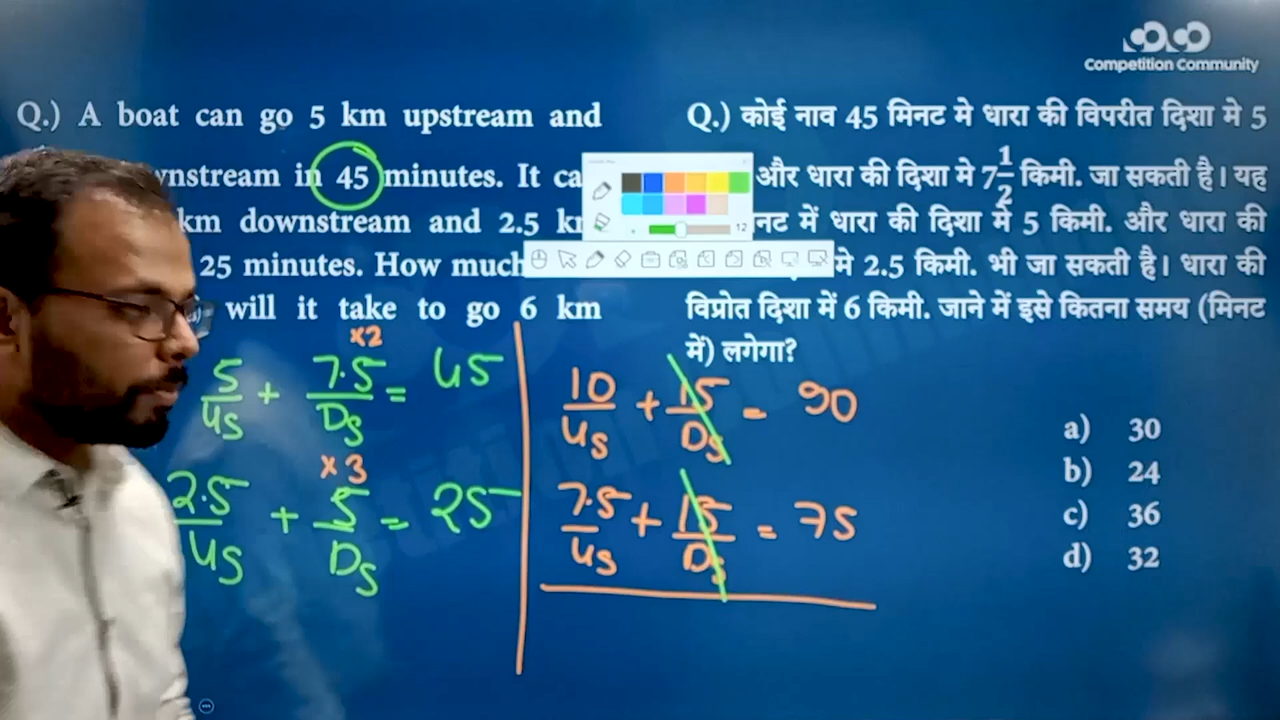 Competition Community
Q.) A boat can go 5 km upstream and
in 45 minutes. It
km downstream and 2.5
25 minutes. How much
will it take to go 6 km
Q.) कोई नाव 45 मिनट मे धारा की विपरीत दिशा मे 5
और धारा की दिशा मे 7 1/2 किमी. जा सकती है। यह
में धारा की दिशा में 5 किमी. और धारा की
मे 2.5 किमी. भी जा सकती है। धारा की
विप्रोत दिशा में 6 किमी. जाने में इसे कितना समय (मिनट
में) लगेगा?
12
×2
5/US + 7.5/DS = 45
×3
2.5/US + 5/DS = 25
10/US + 15/DS = 90
7.5/US + 15/DS = 75
a) 30
b) 24
c) 36
d) 32